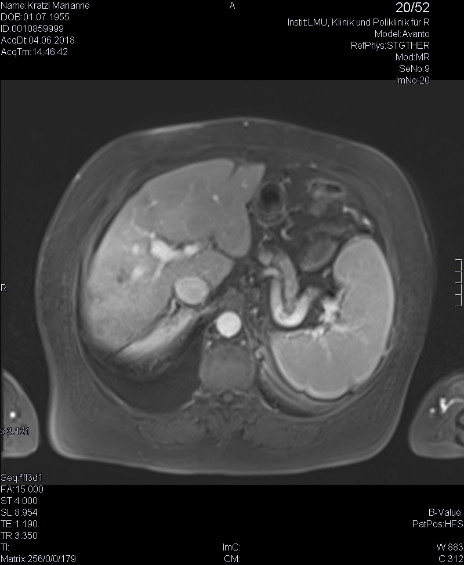 Name:Kratzl Marianne
DOB:01.07.1955
ID:0010859999
AcqDt:04.06.2018
AcqTm:14:46:42
A
20/52
Instit:LMU, Klinik und Poliklinik für R
Model:Avanto
RefPhys:STGTHER
Mod:MR
SeNo:9
ImNo:20
R
Seq:*fl3d1
FA:15.000
ST:4.000
SL:8.954
TE:1.190
TR:3.350
TI:
Matrix:256/0/0/179
ImC:
CM:
B-Value:
PatPos:HFS
W:663
C:312